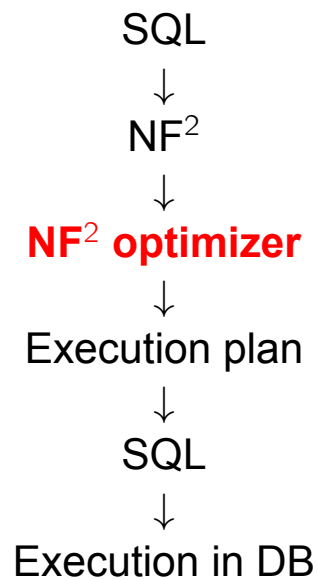 SQL
↓
NF²
↓
NF² optimizer
↓
Execution plan
↓
SQL
↓
Execution in DB